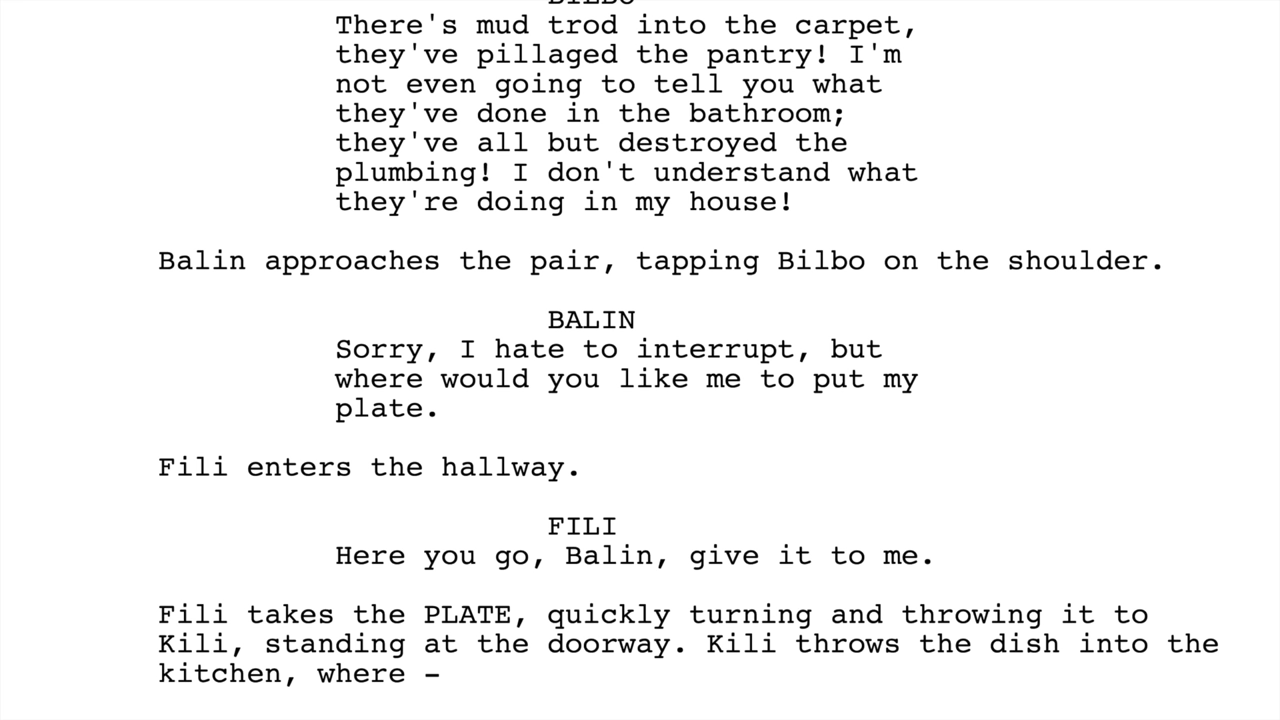 BILBO
There's mud trod into the carpet,
they've pillaged the pantry! I'm
not even going to tell you what
they've done in the bathroom;
they've all but destroyed the
plumbing! I don't understand what
they're doing in my house!
Balin approaches the pair, tapping Bilbo on the shoulder.
BALIN
Sorry, I hate to interrupt, but
where would you like me to put my
plate.
Fili enters the hallway.
FILI
Here you go, Balin, give it to me.
Fili takes the PLATE, quickly turning and throwing it to
Kili, standing at the doorway. Kili throws the dish into the
kitchen, where –